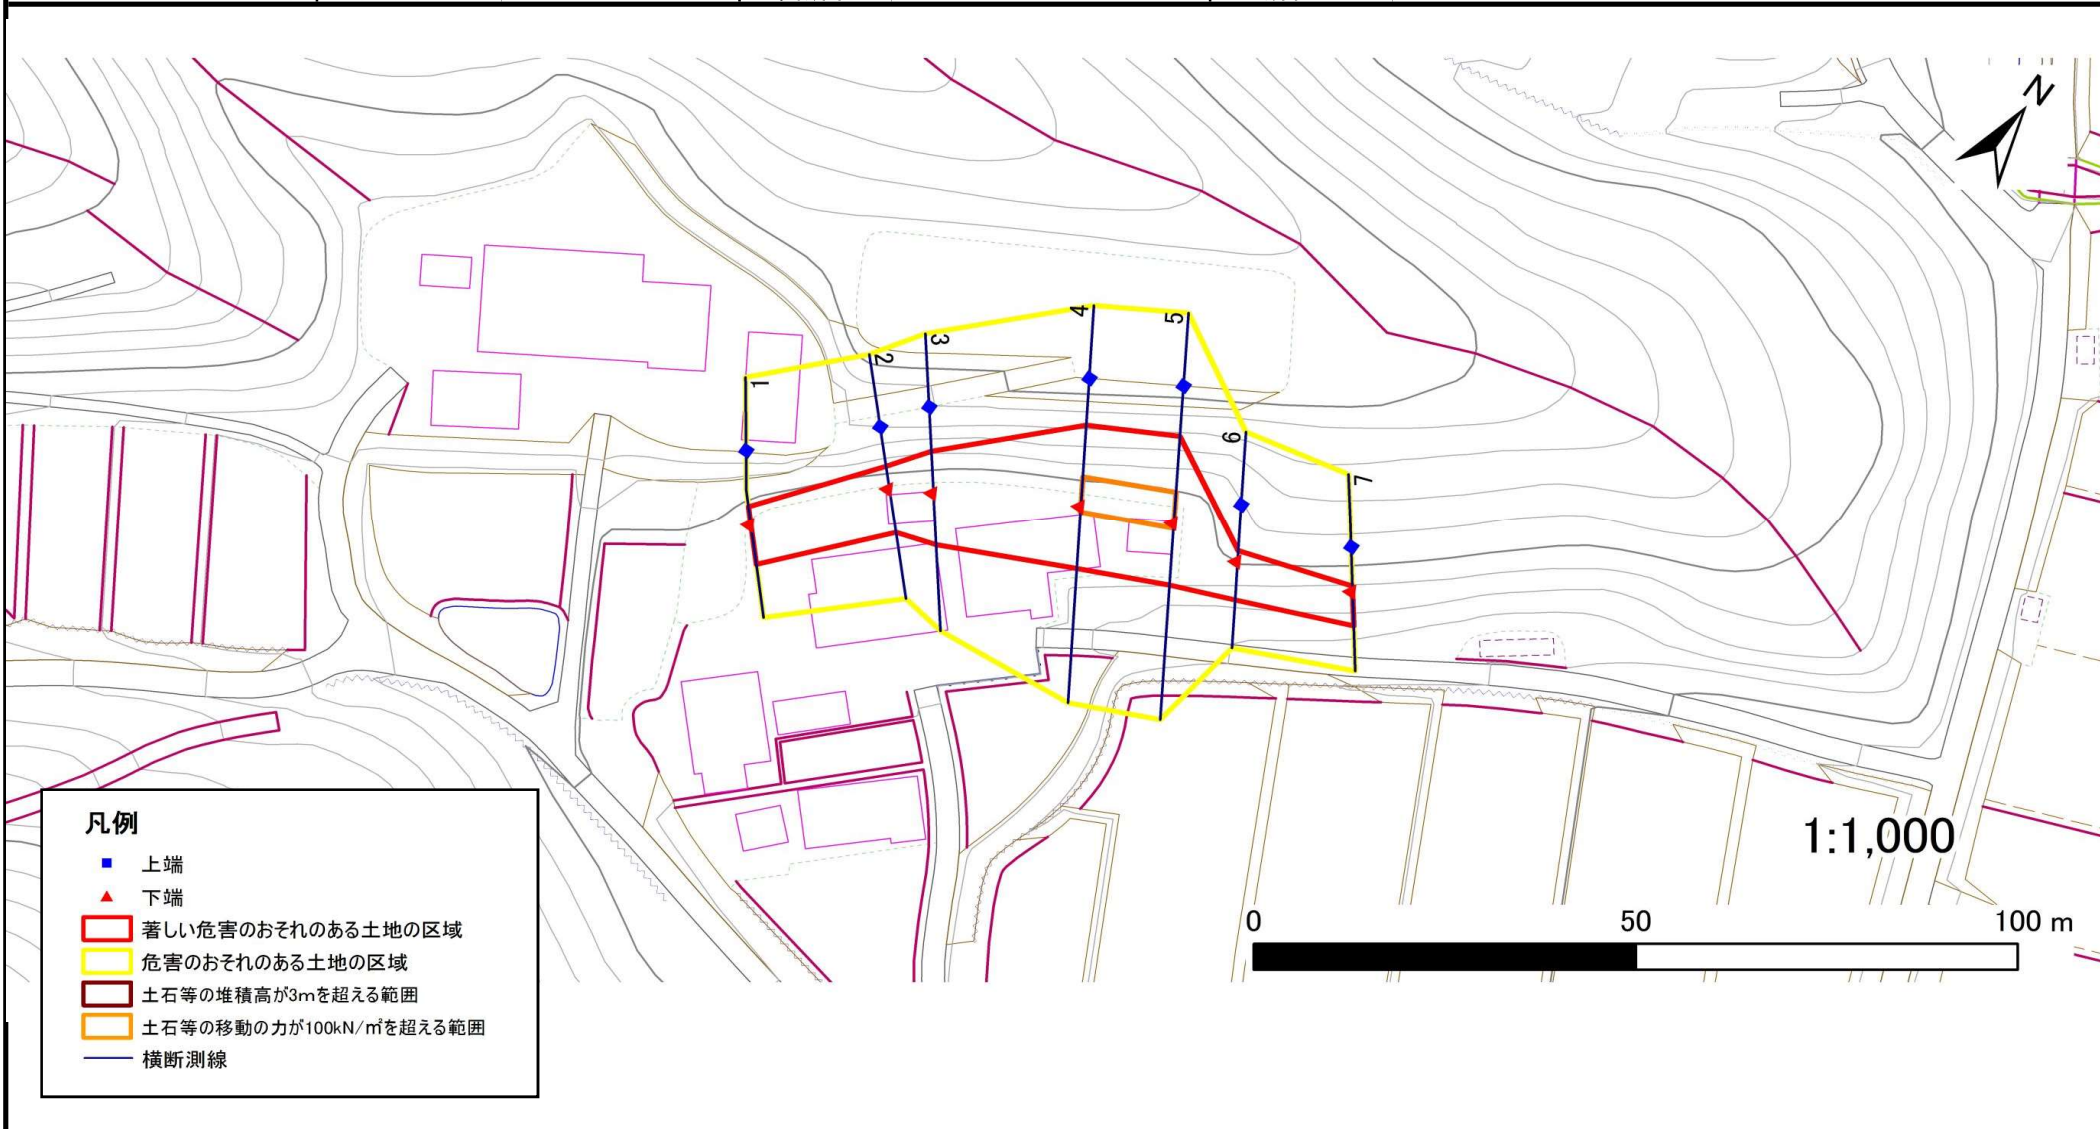 N
1
2
3
4
5
6
7
1:1,000
0 50 100 m
凡例
上端
下端
著しい危害のおそれのある土地の区域
危害のおそれのある土地の区域
土石等の堆積高が3mを超える範囲
土石等の移動の力が100kN/㎡を超える範囲
横断測線